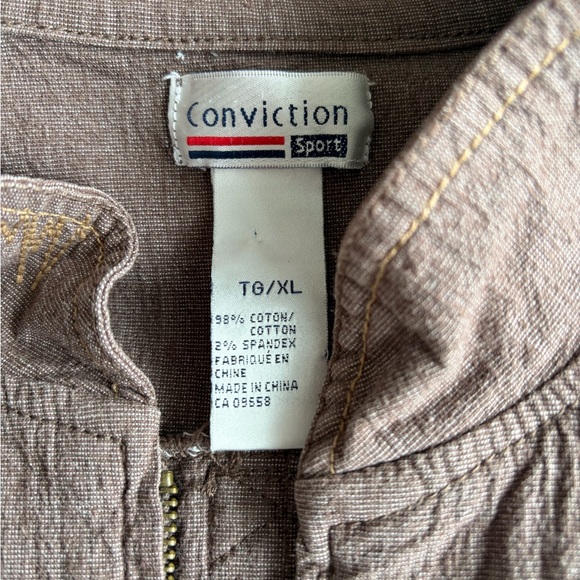 Conviction
Sport
TG/XL
98% COTON/
COTTON
2% SPANDEX
FABRIQUÉ EN
CHINE
MADE IN CHINA
CA 09558